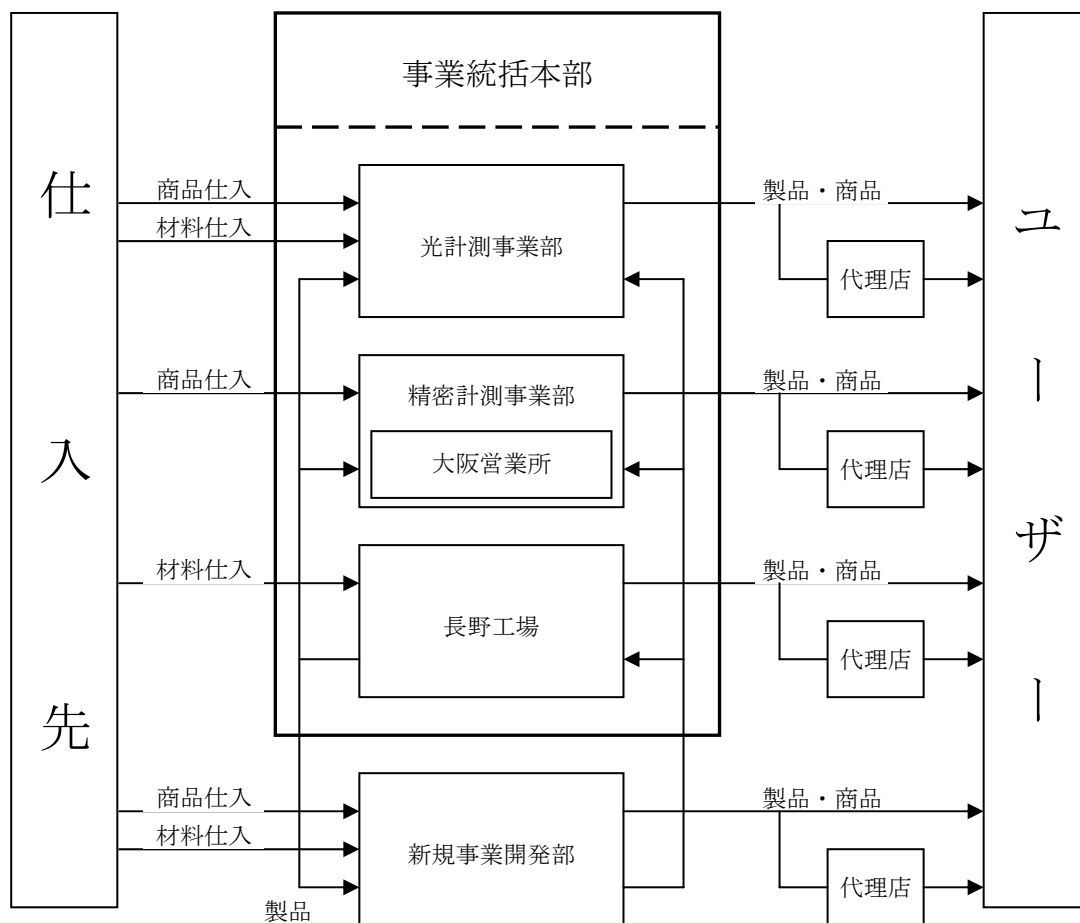 事業統括本部
仕入先
商品仕入
材料仕入
光計測事業部
製品・商品
代理店
商品仕入
精密計測事業部
大阪営業所
製品・商品
代理店
材料仕入
長野工場
製品・商品
代理店
商品仕入
材料仕入
新規事業開発部
製品
製品・商品
代理店
ユーザー